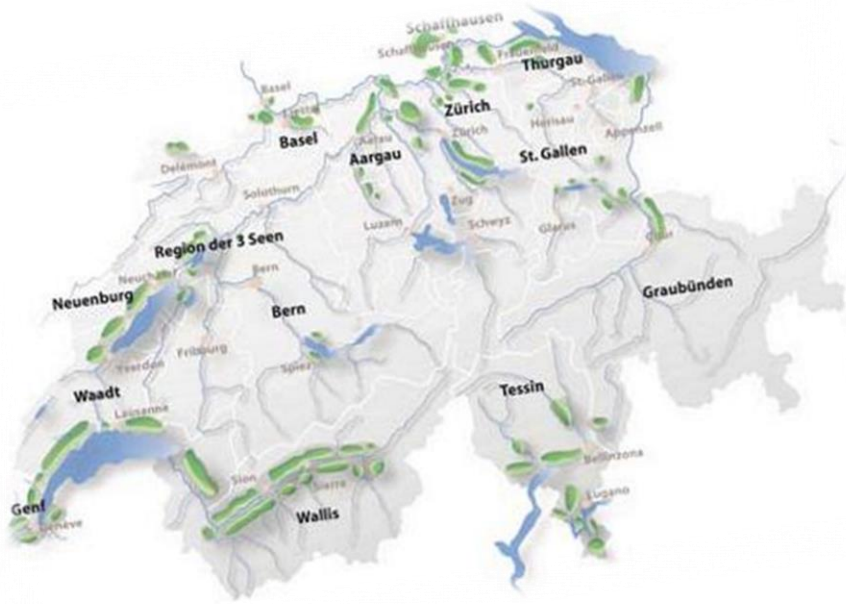 Schaffhausen
Schaffhausen
Frauenfeld
Thurgau
St. Gallen
Basel
Liestal
Basel
Zürich
Zürich
Herisau
Appenzell
Aarau
Aargau
St. Gallen
Delémont
Solothurn
Zug
Luzern
Schwyz
Glarus
Chur
Region der 3 Seen
Neuchâtel
Bern
Neuenburg
Bern
Graubünden
Fribourg
Yverdon
Spiez
Waadt
Tessin
Lausanne
Bellinzona
Sion
Sierre
Lugano
Genf
Genève
Wallis